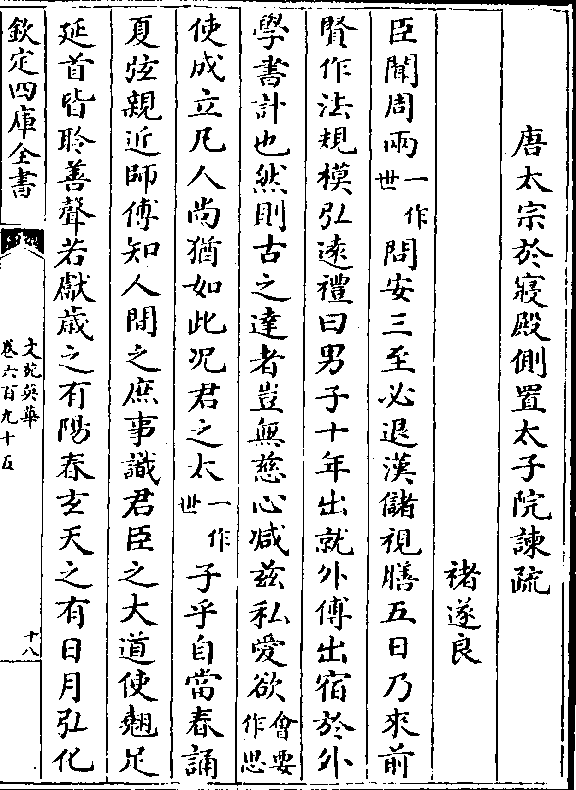 唐太宗於寢殿側置太子院諫疏
褚遂良
臣聞周兩一作世問安三至必退漢儲視膳五日乃來前
賢作法規模弘遠禮曰男子十年出就外傅出宿於外
學書計也然則古之達者豈無慈心减兹私愛欲會要作思
使成立凡人尚猶如此况君之太一作世子乎自當春誦
夏弦親近師傅知人間之庶事識君臣之大道使翹足
延首皆聆善聲若獻歲之有陽春玄天之有日月弘化
欽定四庫全書
文苑英華
卷六百九十五
十八